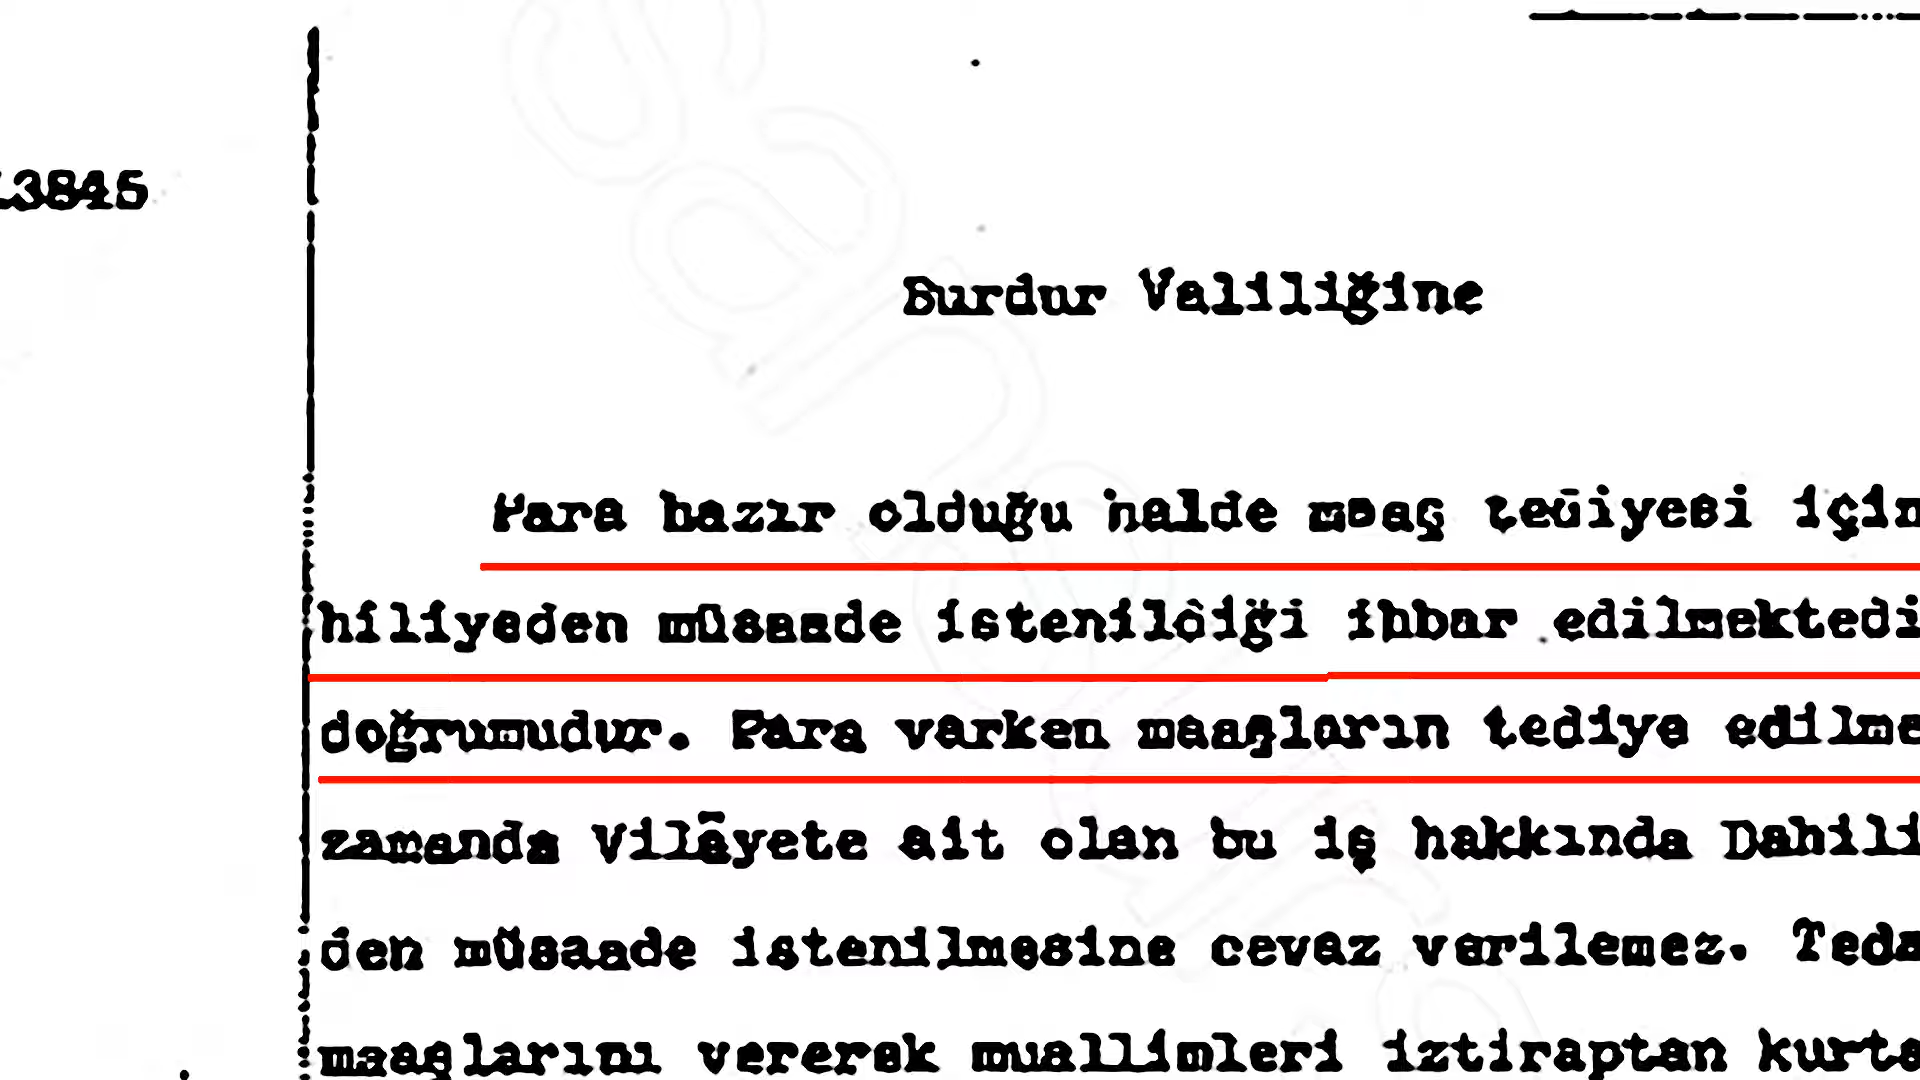 13845
Burdur Valiliğine
Para hazır olduğu halde maaş tediyesi için
hiliyeden müsaade istenildiği ihbar edilmektedi
doğrumudur. Para varken maaşların tediye edilme
zamanda Vilâyete ait olan bu iş hakkında Dahili
den müsaade istenilmesine cevaz verilemez. Teda
maaşlarını vererek muallimleri iztiraptan kurta